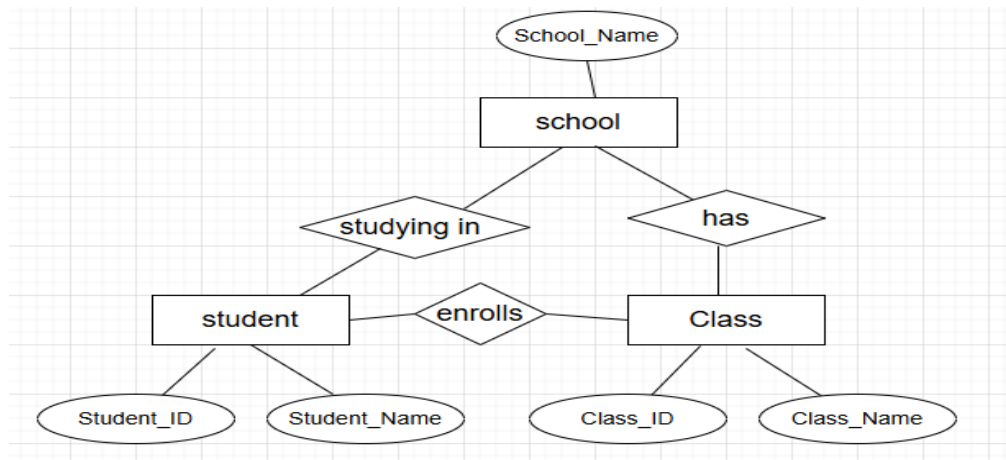 School_Name
school
studying in
has
student
enrolls
Class
Student_ID
Student_Name
Class_ID
Class_Name